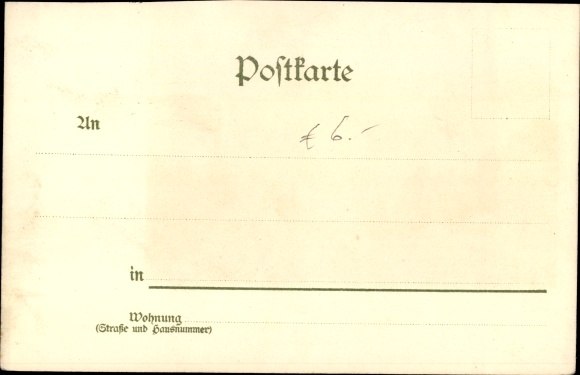 Poſtkarte
An
€ 6.-
in
Wohnung
(Straße und Hausnummer)